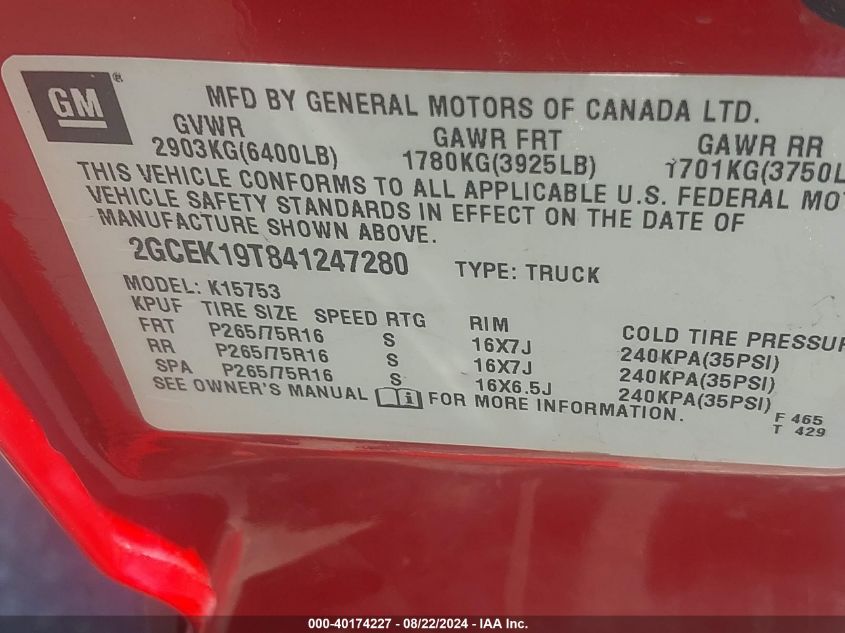 GM ®
MFD BY GENERAL MOTORS OF CANADA LTD.
GVWR GAWR FRT GAWR RR
2903KG(6400LB) 1780KG(3925LB) 1701KG(3750L
THIS VEHICLE CONFORMS TO ALL APPLICABLE U.S. FEDERAL MO
VEHICLE SAFETY STANDARDS IN EFFECT ON THE DATE OF
MANUFACTURE SHOWN ABOVE.
2GCEK19T841247280 TYPE: TRUCK
MODEL: K15753
KPUF TIRE SIZE SPEED RTG RIM COLD TIRE PRESSUR
FRT P265/75R16 S 16X7J 240KPA(35PSI)
RR P265/75R16 S 16X7J 240KPA(35PSI)
SPA P265/75R16 S 16X6.5J 240KPA(35PSI)
SEE OWNER'S MANUAL i FOR MORE INFORMATION.
F 465
T 429
000-40174227 - 08/22/2024 - IAA Inc.